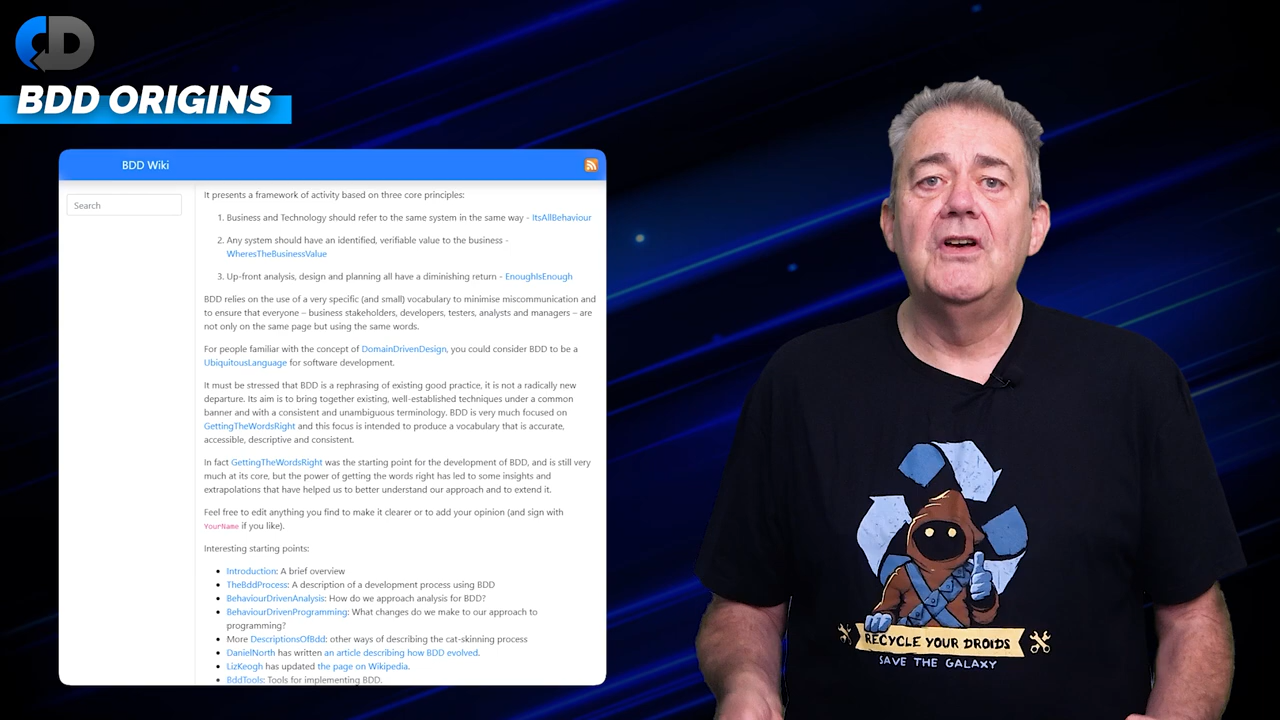 CD
BDD ORIGINS
BDD Wiki
Search
It presents a framework of activity based on three core principles:
1. Business and Technology should refer to the same system in the same way - ItsAllBehaviour
2. Any system should have an identified, verifiable value to the business -
WheresTheBusinessValue
3. Up-front analysis, design and planning all have a diminishing return - EnoughIsEnough
BDD relies on the use of a very specific (and small) vocabulary to minimise miscommunication and
to ensure that everyone – business stakeholders, developers, testers, analysts and managers – are
not only on the same page but using the same words.
For people familiar with the concept of DomainDrivenDesign, you could consider BDD to be a
UbiquitousLanguage for software development.
It must be stressed that BDD is a rephrasing of existing good practice, it is not a radically new
departure. Its aim is to bring together existing, well-established techniques under a common
banner and with a consistent and unambiguous terminology. BDD is very much focused on
GettingTheWordsRight and this focus is intended to produce a vocabulary that is accurate,
accessible, descriptive and consistent.
In fact GettingTheWordsRight was the starting point for the development of BDD, and is still very
much at its core, but the power of getting the words right has led to some insights and
extrapolations that have helped us to better understand our approach and to extend it.
Feel free to edit anything you find to make it clearer or to add your opinion (and sign with
YourName if you like).
Interesting starting points:
• Introduction: A brief overview
• TheBddProcess: A description of a development process using BDD
• BehaviourDrivenAnalysis: How do we approach analysis for BDD?
• BehaviourDrivenProgramming: What changes do we make to our approach to
programming?
• More DescriptionsOfBdd: other ways of describing the cat-skinning process
• DanielNorth has written an article describing how BDD evolved.
• LizKeogh has updated the page on Wikipedia.
• BddTools: Tools for implementing BDD.
RECYCLE YOUR DROIDS
SAVE THE GALAXY